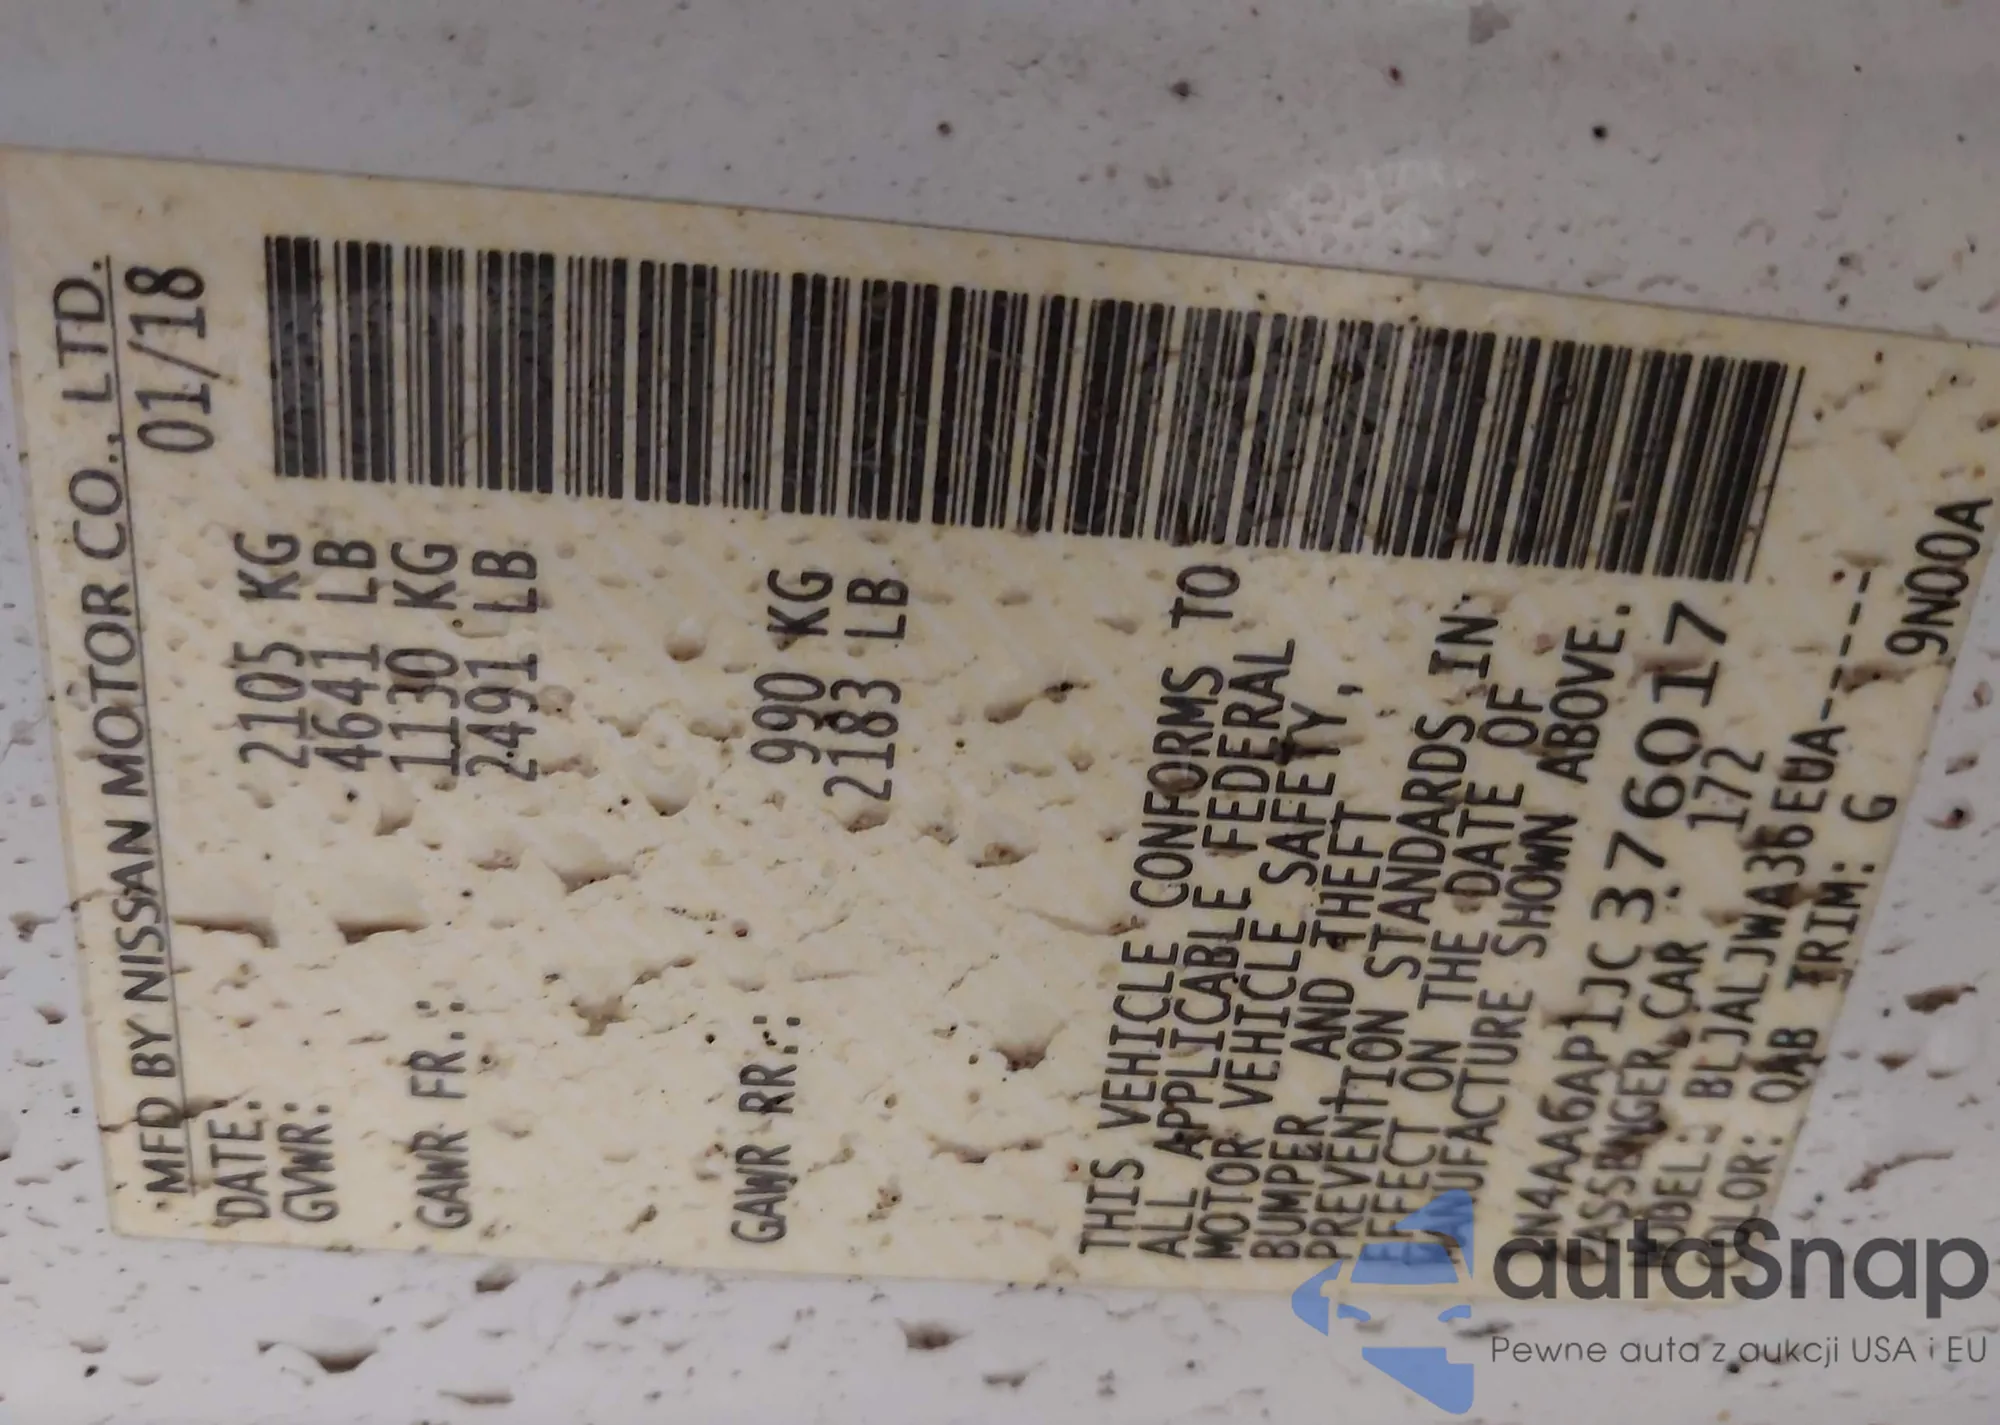 MFD BY NISSAN MOTOR CO., LTD.
DATE: 01/18
GVWR: 2105 KG
4641 LB
GAWR FR.: 1130 KG
2491 LB
GAWR RR.: 990 KG
2183 LB
THIS VEHICLE CONFORMS TO
ALL APPLICABLE FEDERAL
MOTOR VEHICLE SAFETY,
BUMPER AND THEFT
PREVENTION STANDARDS IN
EFFECT ON THE DATE OF
MANUFACTURE SHOWN ABOVE.
1N4AA6AP1JC 376017
PASSENGER CAR 172
MODEL: BLJALJWA36EUA-----
COLOR: QAB TRIM: G 9N00A
autaSnap
Pewne auta z aukcji USA i EU